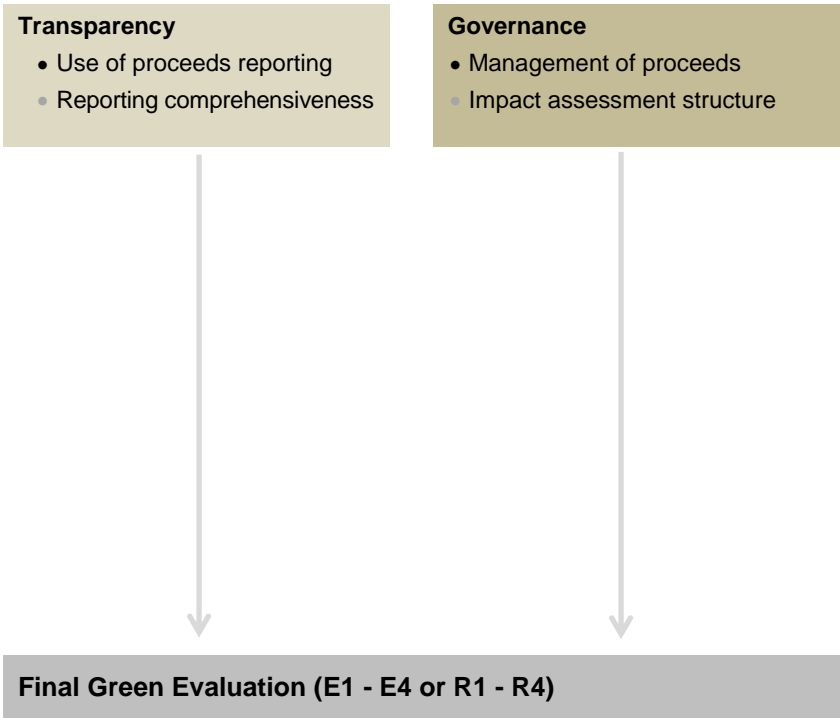 Transparency
• Use of proceeds reporting
• Reporting comprehensiveness
Governance
• Management of proceeds
• Impact assessment structure
Final Green Evaluation (E1 - E4 or R1 - R4)